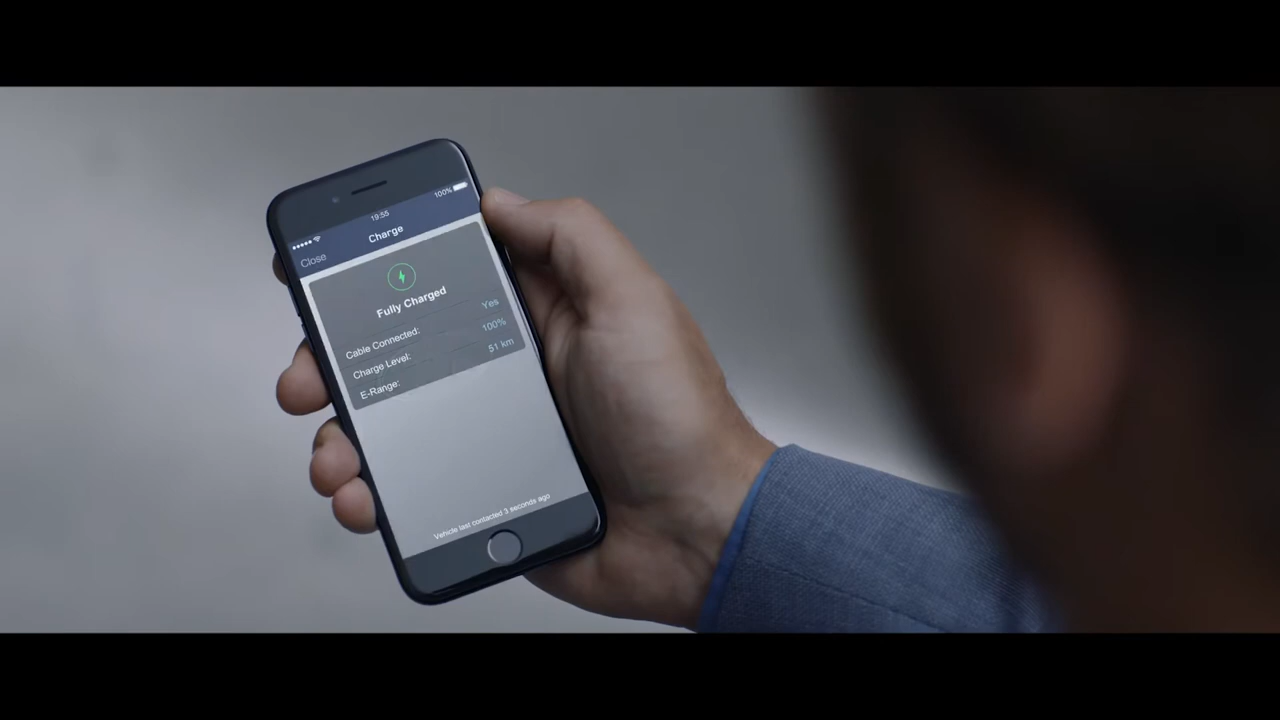 100%
19:55
Charge
Close
Fully Charged
Cable Connected: Yes
Charge Level: 100%
E-Range: 51 km
Vehicle last contacted 3 seconds ago